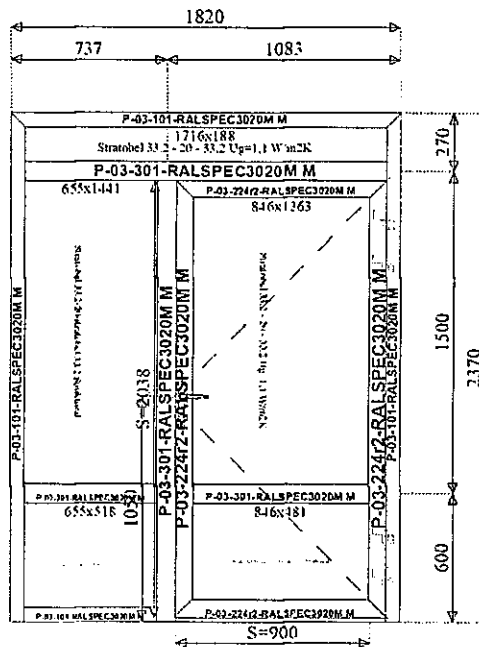 1820
737
1083
P-03-101-RALSPEC3020M M
1716x188
Stratobel 33.2 - 20 - 33.2 Ug=1,1 W/m2K
P-03-301-RALSPEC3020M M
270
655x1441
P-03-224r2-RALSPEC3020M M
846x1363
P-03-101-RALSPEC3020M M
S=2038
1050
P-03-301-RALSPEC3020M M
P-03-224r2-RALSPEC3020M M
P-03-224r2-RALSPEC3020M M
P-03-101-RALSPEC3020M M
1500
2370
P-03-301-RALSPEC3020M M
655x518
P-03-301-RALSPEC3020M M
846x481
600
P-03-101-RALSPEC3020M M
P-03-224r2-RALSPEC3020M M
S=900